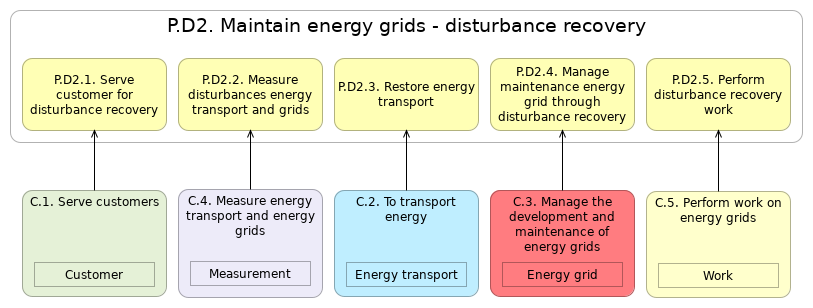 P.D2. Maintain energy grids - disturbance recovery
P.D2.1. Serve
customer for
disturbance recovery
P.D2.2. Measure
disturbances energy
transport and grids
P.D2.3. Restore energy
transport
P.D2.4. Manage
maintenance energy
grid through
disturbance recovery
P.D2.5. Perform
disturbance recovery
work
C.1. Serve customers
Customer
C.4. Measure energy
transport and energy
grids
Measurement
C.2. To transport
energy
Energy transport
C.3. Manage the
development and
maintenance of
energy grids
Energy grid
C.5. Perform work on
energy grids
Work